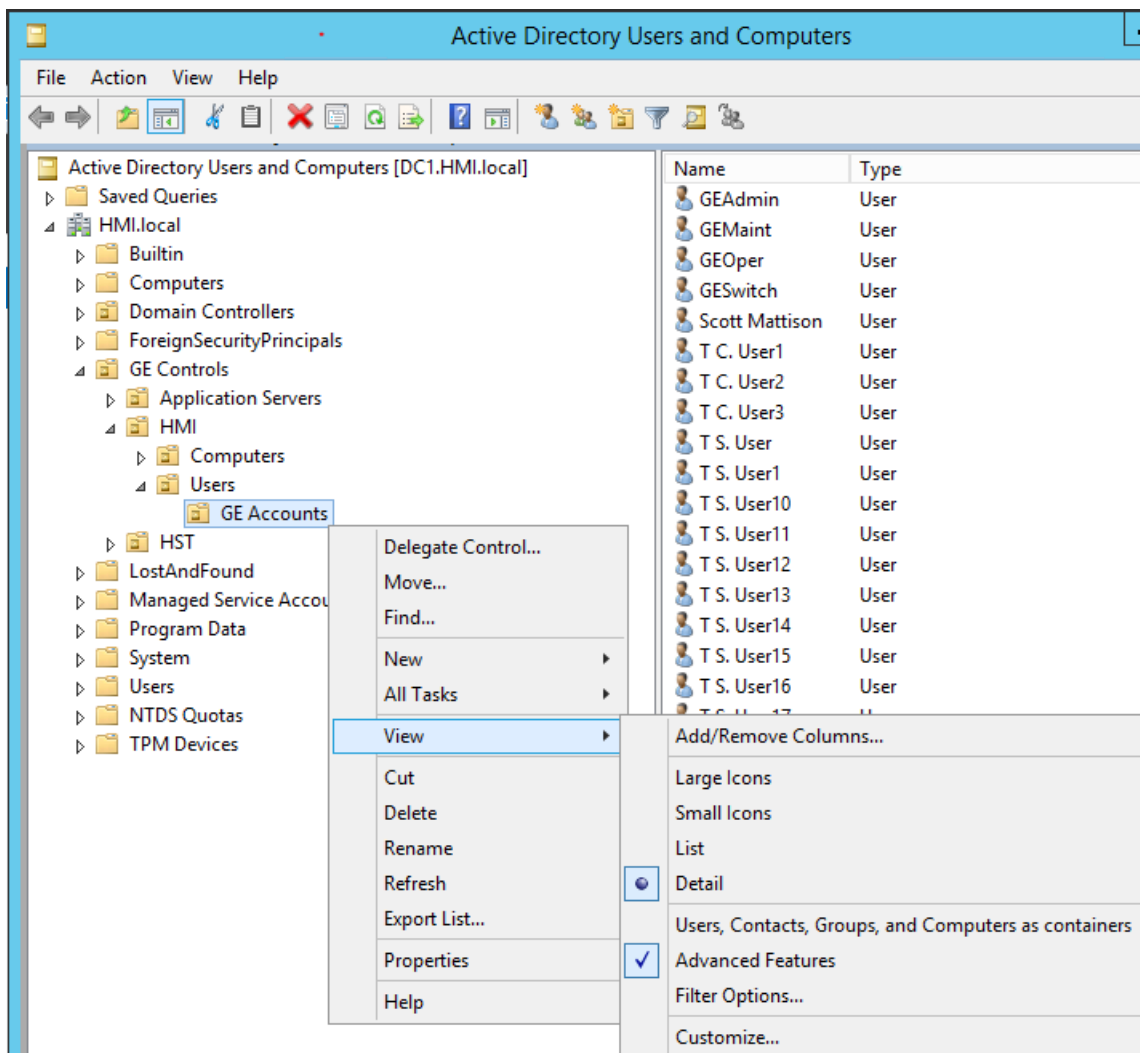 Active Directory Users and Computers
File Action View Help
Active Directory Users and Computers [DC1.HMI.local]
Saved Queries
HMI.local
Builtin
Computers
Domain Controllers
ForeignSecurityPrincipals
GE Controls
Application Servers
HMI
Computers
Users
GE Accounts
HST
LostAndFound
Managed Service Accou
Program Data
System
Users
NTDS Quotas
TPM Devices
Name Type
GEAdmin User
GEMaint User
GEOper User
GESwitch User
Scott Mattison User
T C. User1 User
T C. User2 User
T C. User3 User
T S. User User
T S. User1 User
T S. User10 User
T S. User11 User
T S. User12 User
T S. User13 User
T S. User14 User
T S. User15 User
T S. User16 User
Delegate Control...
Move...
Find...
New
All Tasks
View
Cut
Delete
Rename
Refresh
Export List...
Properties
Help
Add/Remove Columns...
Large Icons
Small Icons
List
Detail
Users, Contacts, Groups, and Computers as containers
Advanced Features
Filter Options...
Customize...